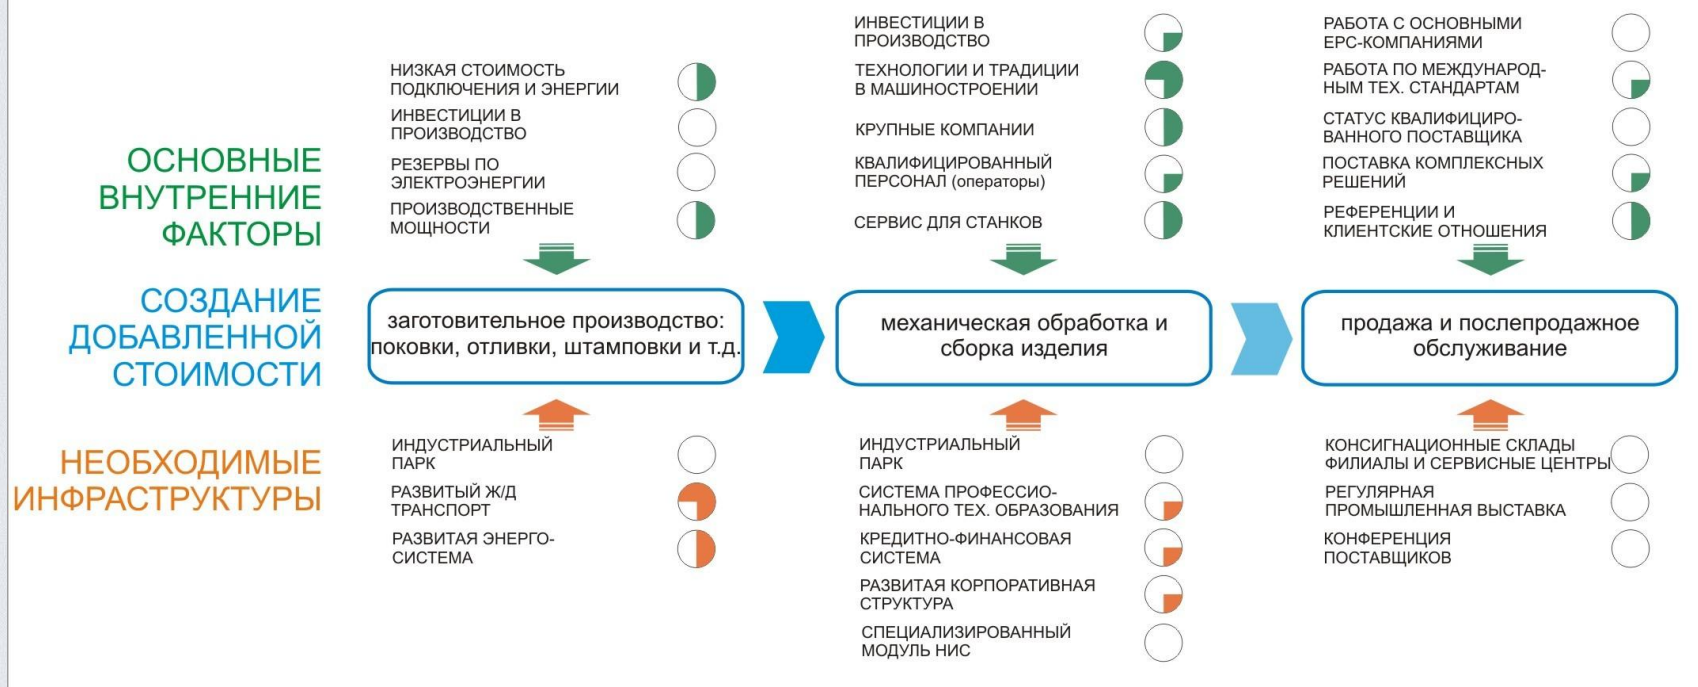 ОСНОВНЫЕ
ВНУТРЕННИЕ
ФАКТОРЫ
НИЗКАЯ СТОИМОСТЬ
ПОДКЛЮЧЕНИЯ И ЭНЕРГИИ
ИНВЕСТИЦИИ В
ПРОИЗВОДСТВО
РЕЗЕРВЫ ПО
ЭЛЕКТРОЭНЕРГИИ
ПРОИЗВОДСТВЕННЫЕ
МОЩНОСТИ
ИНВЕСТИЦИИ В
ПРОИЗВОДСТВО
ТЕХНОЛОГИИ И ТРАДИЦИИ
В МАШИНОСТРОЕНИИ
КРУПНЫЕ КОМПАНИИ
КВАЛИФИЦИРОВАННЫЙ
ПЕРСОНАЛ (операторы)
СЕРВИС ДЛЯ СТАНКОВ
РАБОТА С ОСНОВНЫМИ
ЕРС-КОМПАНИЯМИ
РАБОТА ПО МЕЖДУНАРОД-
НЫМ ТЕХ. СТАНДАРТАМ
СТАТУС КВАЛИФИЦИРО-
ВАННОГО ПОСТАВЩИКА
ПОСТАВКА КОМПЛЕКСНЫХ
РЕШЕНИЙ
РЕФЕРЕНЦИИ И
КЛИЕНТСКИЕ ОТНОШЕНИЯ
СОЗДАНИЕ
ДОБАВЛЕННОЙ
СТОИМОСТИ
заготовительное производство:
поковки, отливки, штамповки и т.д.
механическая обработка и
сборка изделия
продажа и послепродажное
обслуживание
НЕОБХОДИМЫЕ
ИНФРАСТРУКТУРЫ
ИНДУСТРИАЛЬНЫЙ
ПАРК
РАЗВИТЫЙ Ж/Д
ТРАНСПОРТ
РАЗВИТАЯ ЭНЕРГО-
СИСТЕМА
ИНДУСТРИАЛЬНЫЙ
ПАРК
СИСТЕМА ПРОФЕССИО-
НАЛЬНОГО ТЕХ. ОБРАЗОВАНИЯ
КРЕДИТНО-ФИНАНСОВАЯ
СИСТЕМА
РАЗВИТАЯ КОРПОРАТИВНАЯ
СТРУКТУРА
СПЕЦИАЛИЗИРОВАННЫЙ
МОДУЛЬ НИС
КОНСИГНАЦИОННЫЕ СКЛАДЫ
ФИЛИАЛЫ И СЕРВИСНЫЕ ЦЕНТРЫ
РЕГУЛЯРНАЯ
ПРОМЫШЛЕННАЯ ВЫСТАВКА
КОНФЕРЕНЦИЯ
ПОСТАВЩИКОВ